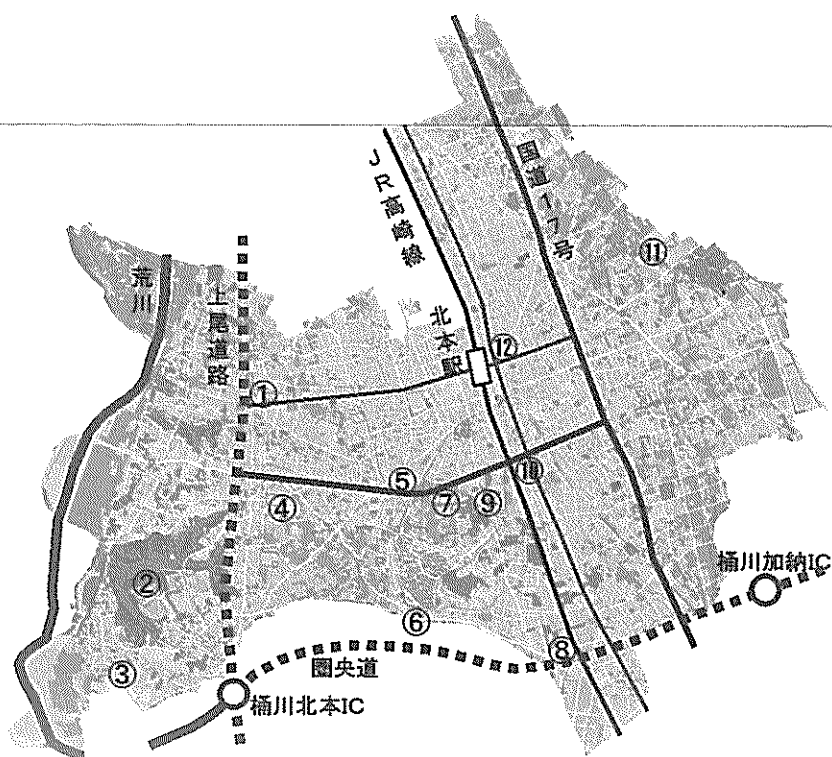 JR高崎線
国道17号
⑪
荒川
上尾道路
北本駅
⑫
①
⑤
⑩
④
⑦
⑨
②
桶川加納IC
⑥
⑧
圏央道
③
桶川北本IC